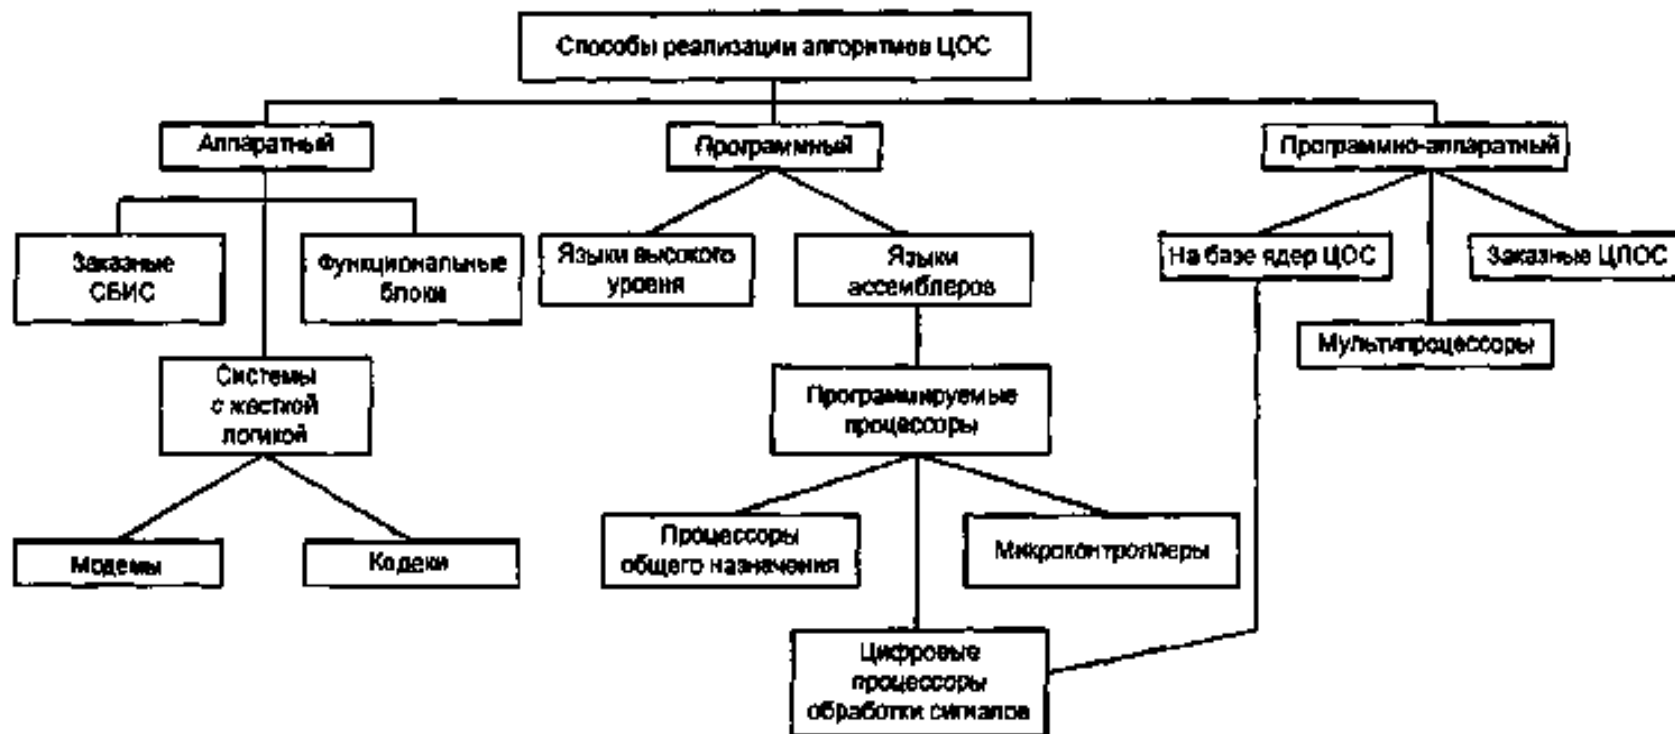 Способы реализации алгоритмов ЦОС
Аппаратный
Программный
Программно-аппаратный
Заказные
СБИС
Функциональные
блоки
Языки высокого
уровня
Языки
ассемблеров
На базе ядер ЦОС
Заказные ЦПОС
Мультипроцессоры
Системы
с жесткой
логикой
Программируемые
процессоры
Модемы
Кодеки
Процессоры
общего назначения
Микроконтроллеры
Цифровые
процессоры
обработки сигналов